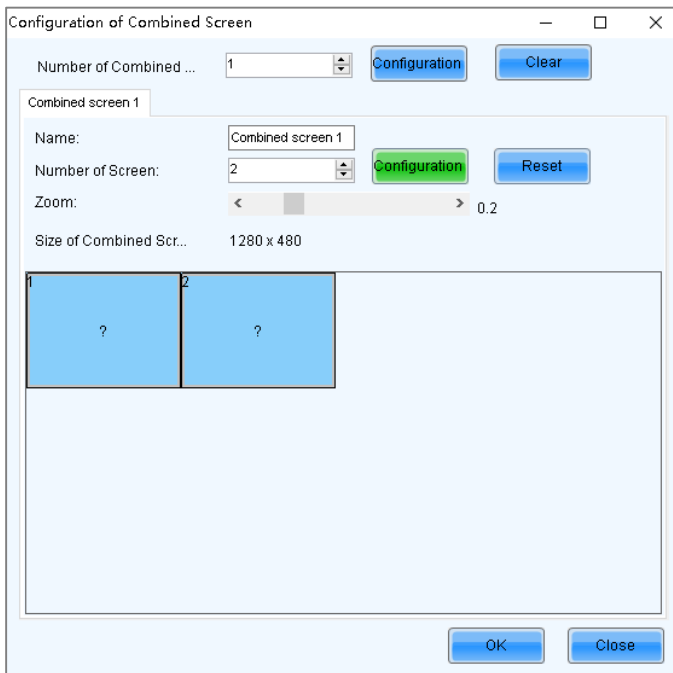 Configuration of Combined Screen
Number of Combined ... 1 Configuration Clear
Combined screen 1
Name: Combined screen 1
Number of Screen: 2 Configuration Reset
Zoom: 0.2
Size of Combined Scr... 1280 x 480
1 2
? ?
OK Close